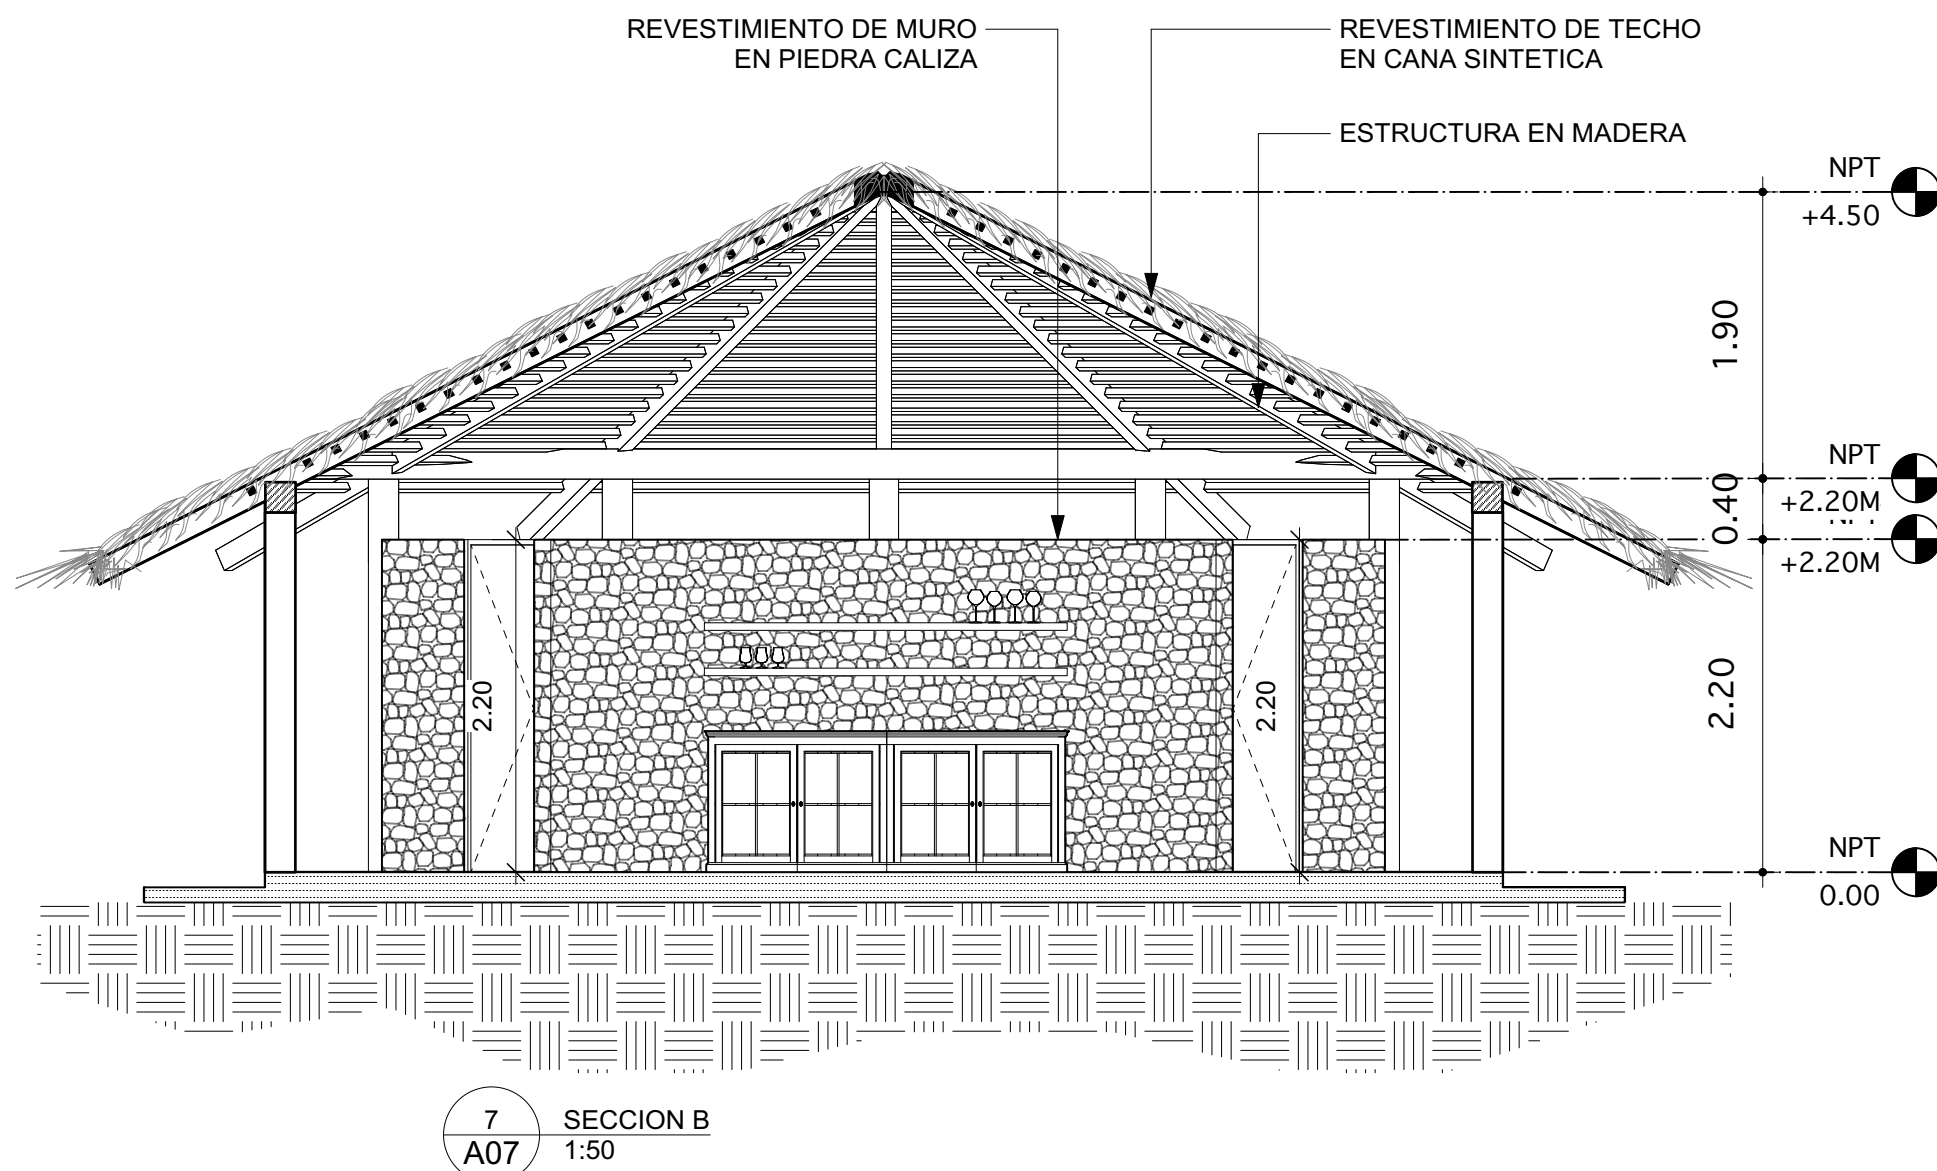 REVESTIMIENTO DE MURO
EN PIEDRA CALIZA
REVESTIMIENTO DE TECHO
EN CANA SINTETICA
ESTRUCTURA EN MADERA
NPT
+4.50
1.90
NPT
+2.20M
0.40
+2.20M
2.20
2.20
2.20
NPT
0.00
7
A07
SECCION B
1:50